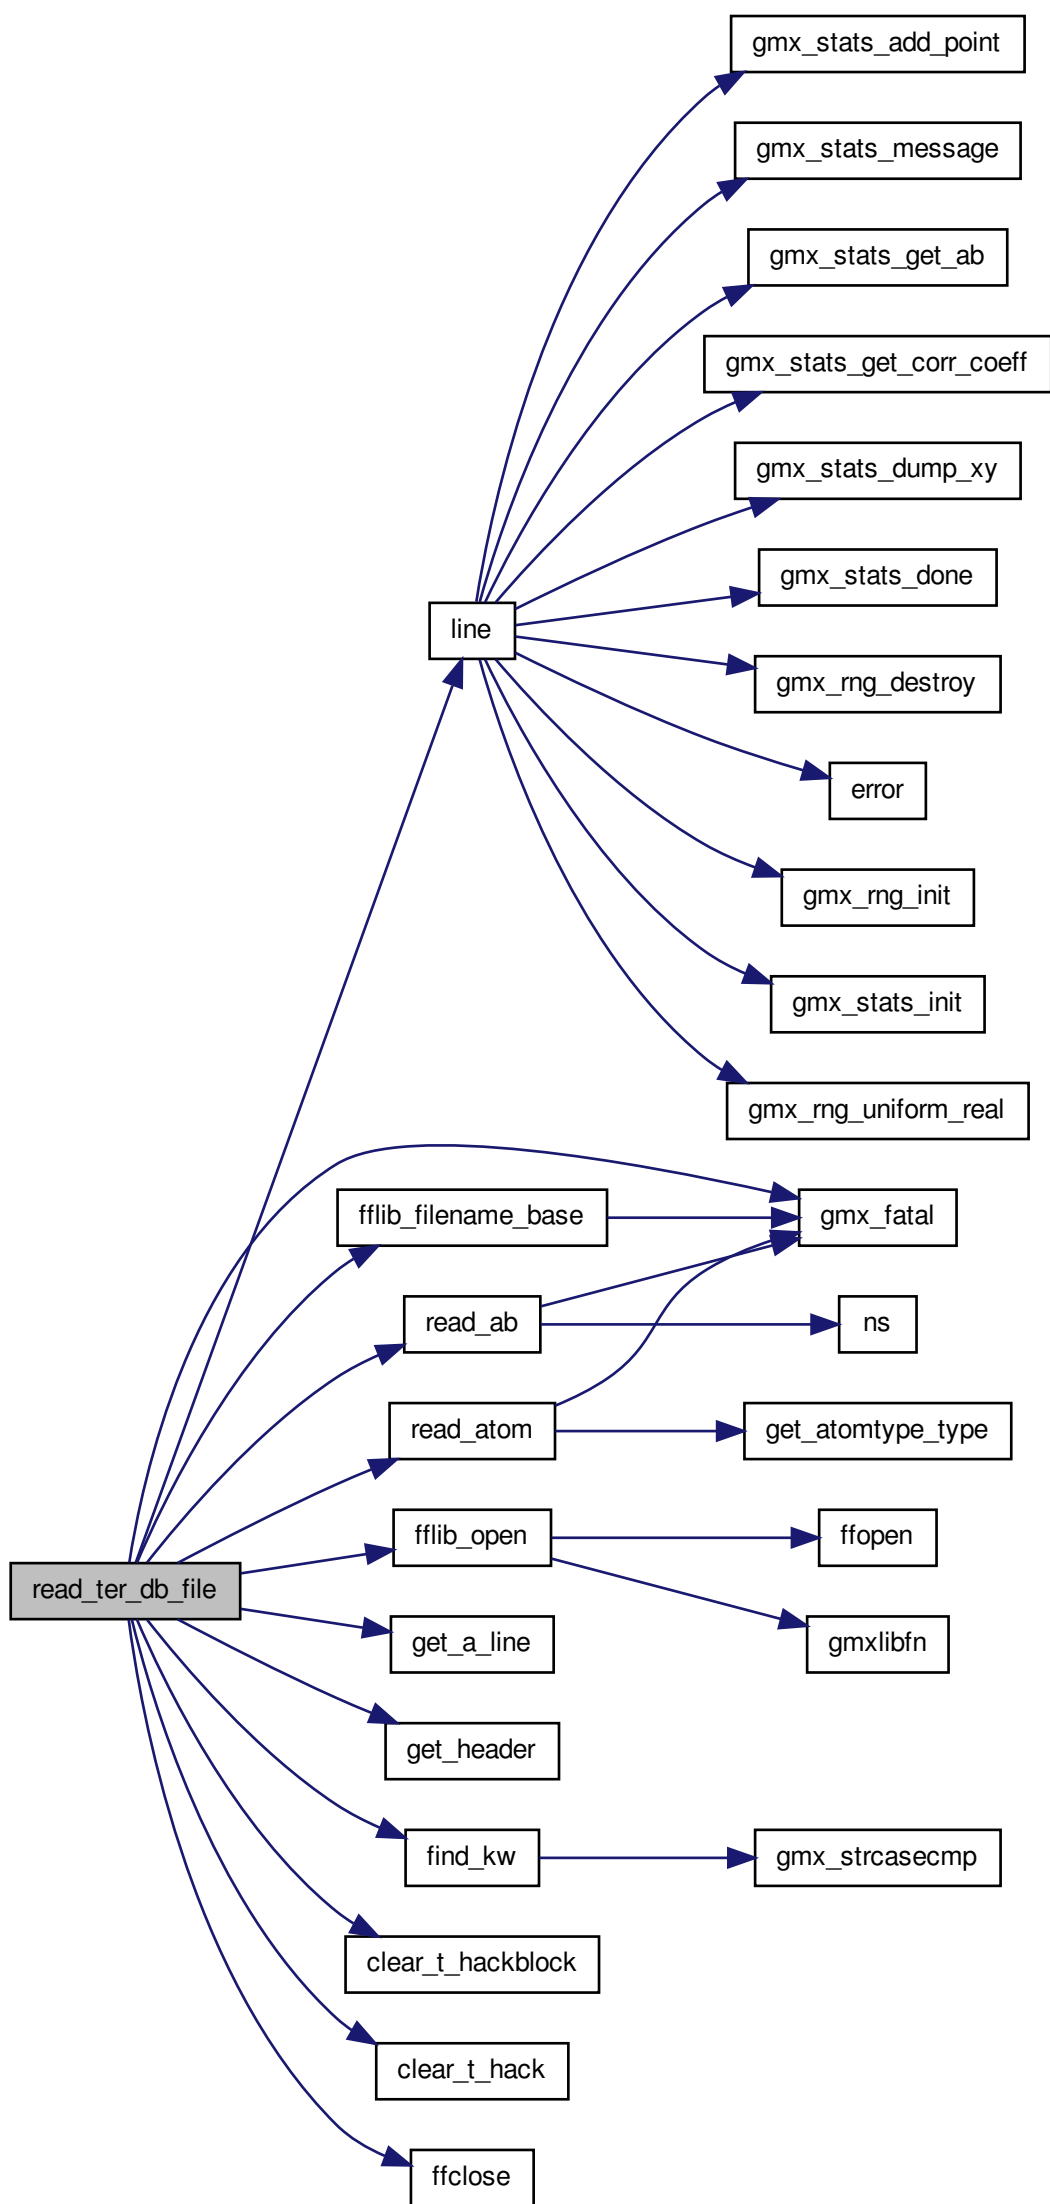 gmx_stats_add_point
gmx_stats_message
gmx_stats_get_ab
gmx_stats_get_corr_coeff
gmx_stats_dump_xy
gmx_stats_done
line
gmx_rng_destroy
error
gmx_rng_init
gmx_stats_init
gmx_rng_uniform_real
fflib_filename_base
gmx_fatal
read_ab
ns
read_atom
get_atomtype_type
fflib_open
ffopen
read_ter_db_file
get_a_line
gmxlibfn
get_header
find_kw
gmx_strcasecmp
clear_t_hackblock
clear_t_hack
ffclose